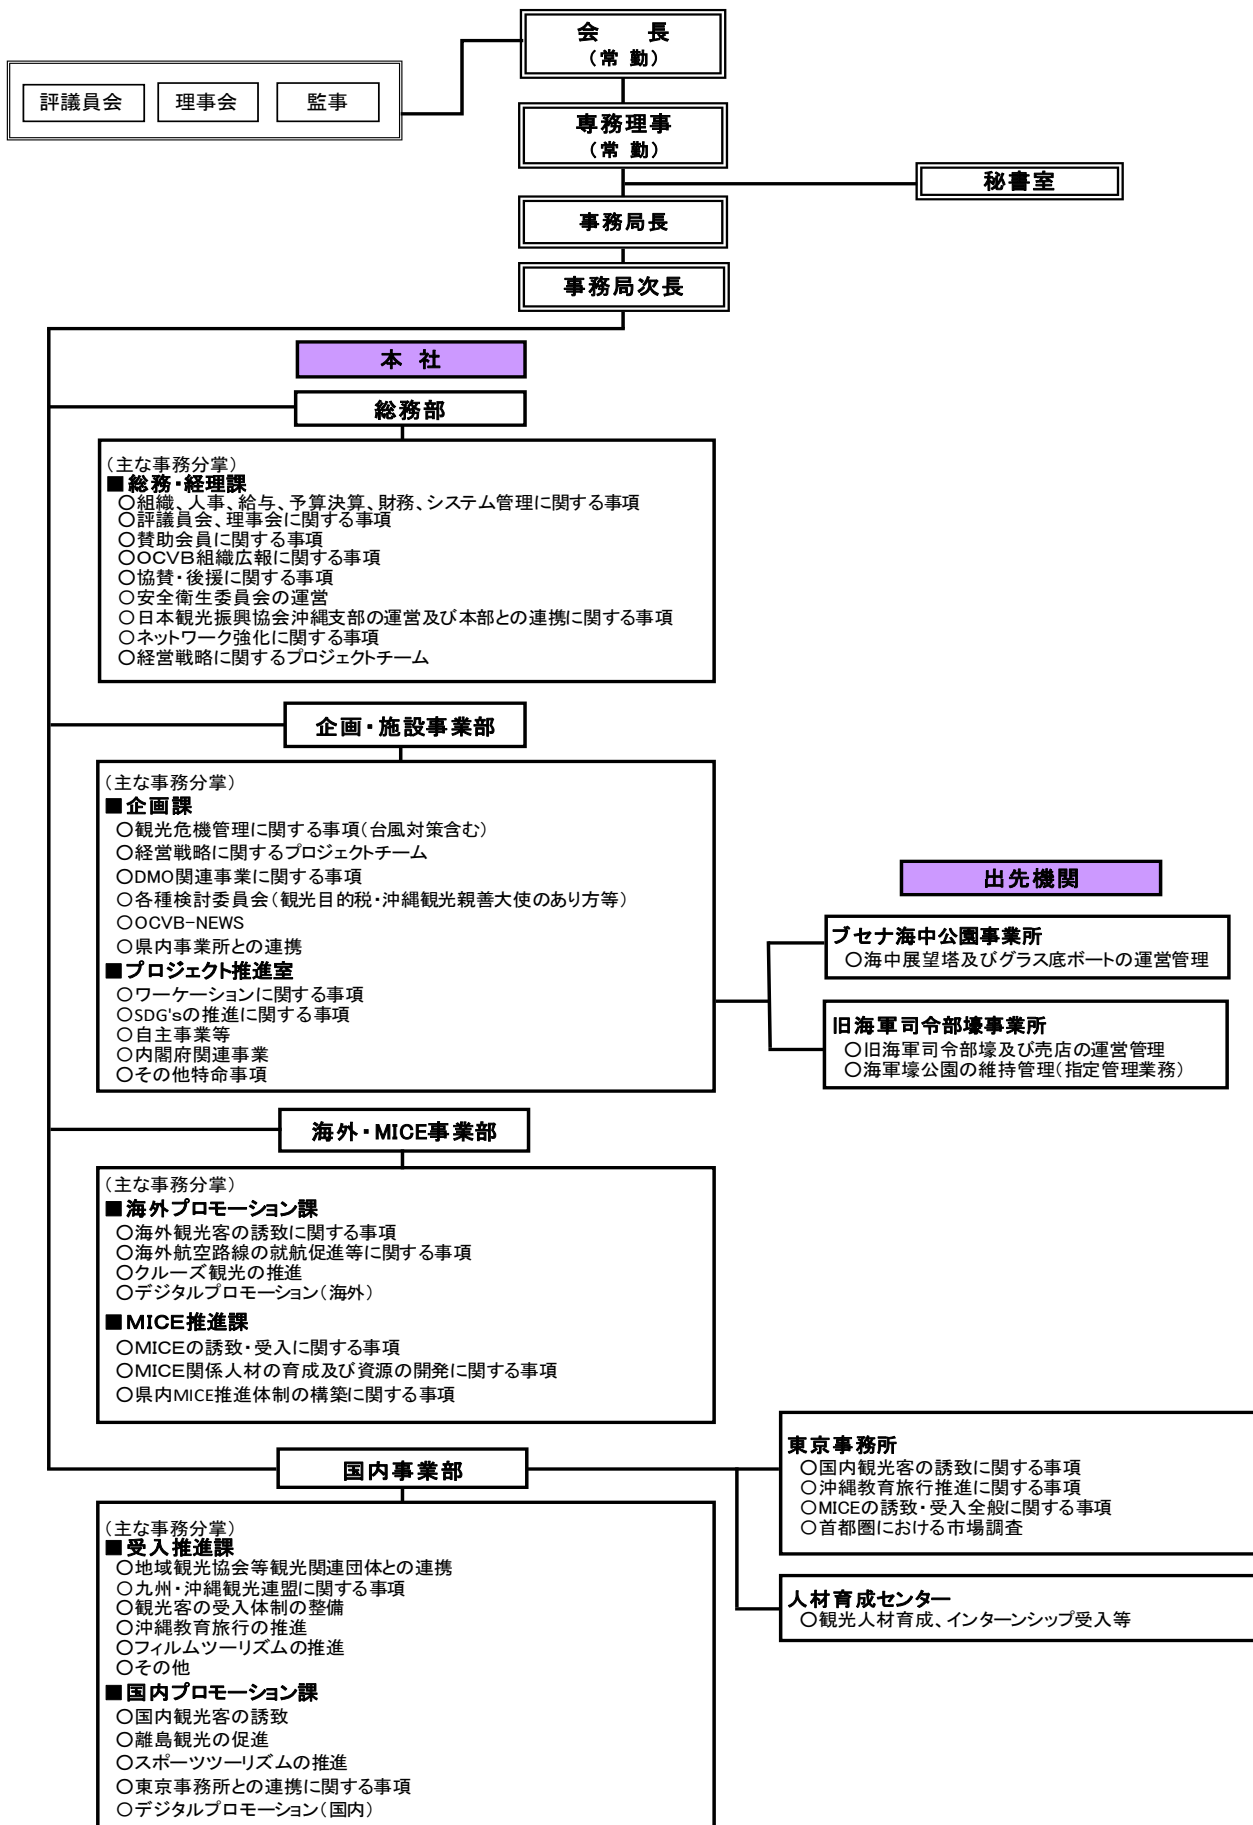 会　長
（常 勤）
評議員会
理事会
監事
専務理事
（常 勤）
秘書室
事務局長
事務局次長
本 社
総務部
（主な事務分掌）
■総務・経理課
○組織、人事、給与、予算決算、財務、システム管理に関する事項
○評議員会、理事会に関する事項
○賛助会員に関する事項
○OCVB組織広報に関する事項
○協賛・後援に関する事項
○安全衛生委員会の運営
○日本観光振興協会沖縄支部の運営及び本部との連携に関する事項
○ネットワーク強化に関する事項
○経営戦略に関するプロジェクトチーム
企画・施設事業部
（主な事務分掌）
■企画課
○観光危機管理に関する事項（台風対策含む）
○経営戦略に関するプロジェクトチーム
○DMO関連事業に関する事項
○各種検討委員会（観光目的税・沖縄観光親善大使のあり方等）
○OCVB-NEWS
○県内事業所との連携
■プロジェクト推進室
○ワーケーションに関する事項
○SDG'sの推進に関する事項
○自主事業等
○内閣府関連事業
○その他特命事項
出先機関
ブセナ海中公園事業所
○海中展望塔及びグラス底ボートの運営管理
旧海軍司令部壕事業所
○旧海軍司令部壕及び売店の運営管理
○海軍壕公園の維持管理（指定管理業務）
海外・MICE事業部
（主な事務分掌）
■海外プロモーション課
○海外観光客の誘致に関する事項
○海外航空路線の就航促進等に関する事項
○クルーズ観光の推進
○デジタルプロモーション（海外）
■MICE推進課
○MICEの誘致・受入に関する事項
○MICE関係人材の育成及び資源の開発に関する事項
○県内MICE推進体制の構築に関する事項
国内事業部
（主な事務分掌）
■受入推進課
○地域観光協会等観光関連団体との連携
○九州・沖縄観光連盟に関する事項
○観光客の受入体制の整備
○沖縄教育旅行の推進
○フィルムツーリズムの推進
○その他
■国内プロモーション課
○国内観光客の誘致
○離島観光の促進
○スポーツツーリズムの推進
○東京事務所との連携に関する事項
○デジタルプロモーション（国内）
東京事務所
○国内観光客の誘致に関する事項
○沖縄教育旅行推進に関する事項
○MICEの誘致・受入全般に関する事項
○首都圏における市場調査
人材育成センター
○観光人材育成、インターンシップ受入等